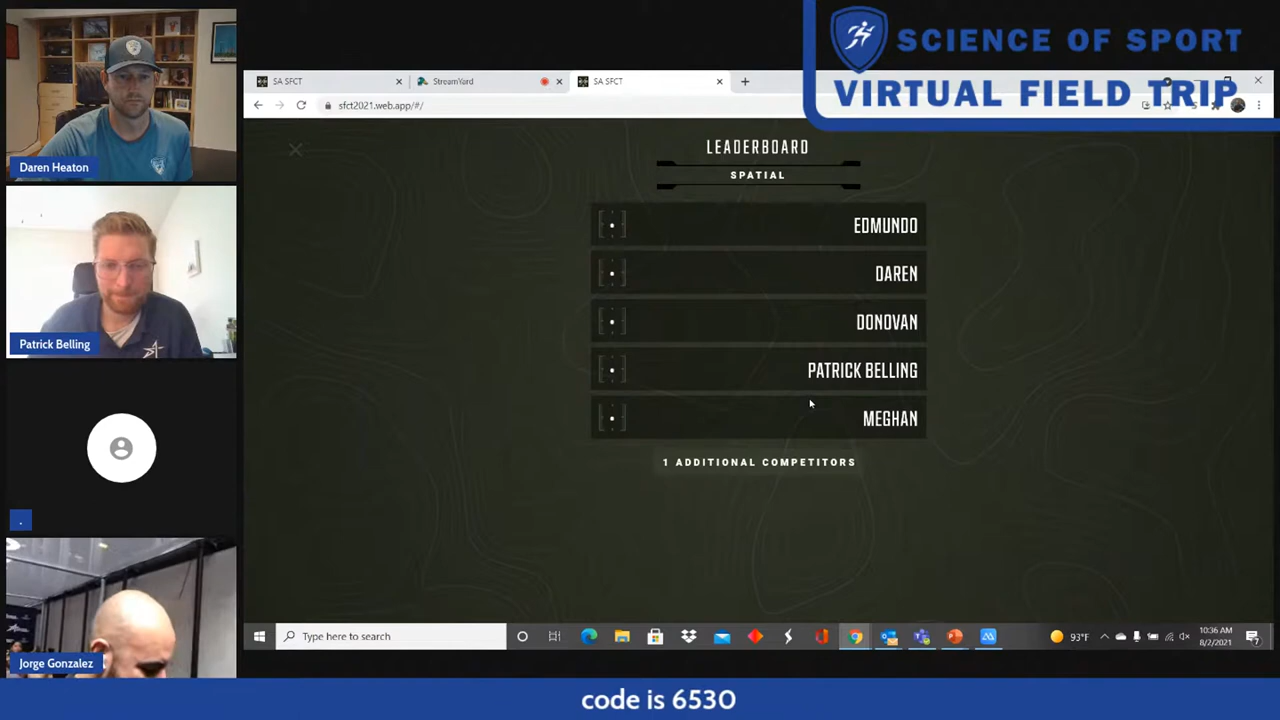 SCIENCE OF SPORT
VIRTUAL FIELD TRIP
SA SFCT
StreamYard
SA SFCT
sfct2021.web.app/#/
LEADERBOARD
SPATIAL
EDMUNDO
DAREN
DONOVAN
PATRICK BELLING
MEGHAN
1 ADDITIONAL COMPETITORS
Daren Heaton
Patrick Belling
.
Jorge Gonzalez
Type here to search
93°F
10:36 AM
8/2/2021
7
code is 6530